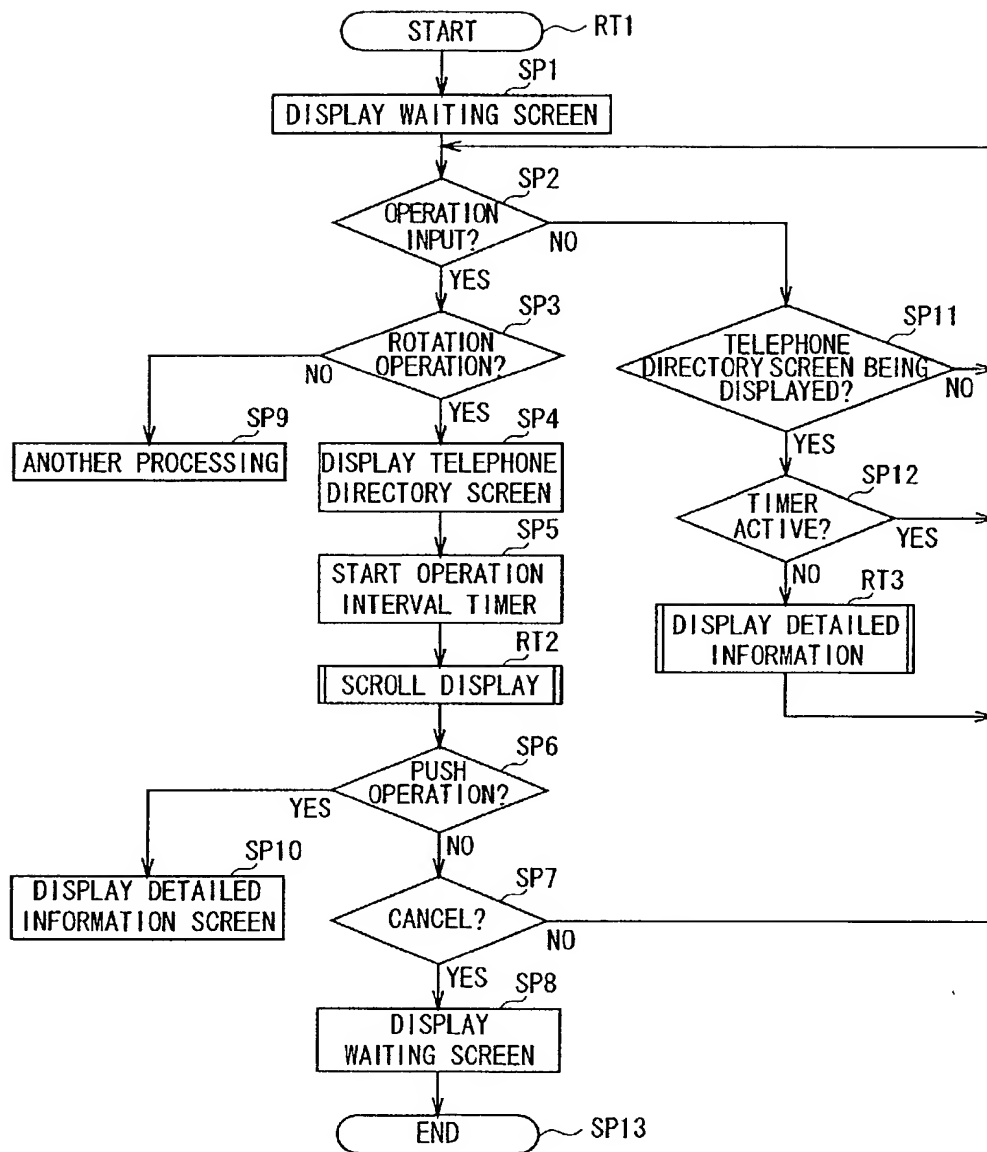 START
RT1
SP1
DISPLAY WAITING SCREEN
SP2
OPERATION
INPUT?
NO
YES
SP3
ROTATION
OPERATION?
NO
YES
SP11
TELEPHONE
DIRECTORY SCREEN BEING
DISPLAYED?
NO
YES
SP9
ANOTHER PROCESSING
SP4
DISPLAY TELEPHONE
DIRECTORY SCREEN
SP12
TIMER
ACTIVE?
YES
NO
SP5
START OPERATION
INTERVAL TIMER
RT3
DISPLAY DETAILED
INFORMATION
RT2
SCROLL DISPLAY
SP6
PUSH
OPERATION?
YES
NO
SP10
DISPLAY DETAILED
INFORMATION SCREEN
SP7
CANCEL?
NO
YES
SP8
DISPLAY
WAITING SCREEN
END
SP13